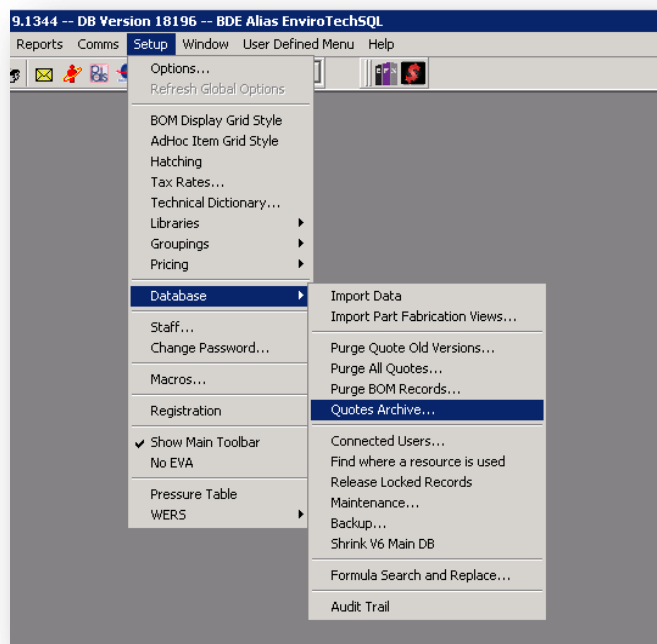 9.1344 -- DB Version 18196 -- BDE Alias EnviroTechSQL
Reports Comms Setup Window User Defined Menu Help
Options...
Refresh Global Options
BOM Display Grid Style
AdHoc Item Grid Style
Hatching
Tax Rates...
Technical Dictionary...
Libraries
Groupings
Pricing
Database
Staff...
Change Password...
Macros...
Registration
Show Main Toolbar
No EVA
Pressure Table
WERS
Import Data
Import Part Fabrication Views...
Purge Quote Old Versions...
Purge All Quotes...
Purge BOM Records...
Quotes Archive...
Connected Users...
Find where a resource is used
Release Locked Records
Maintenance...
Backup...
Shrink V6 Main DB
Formula Search and Replace...
Audit Trail